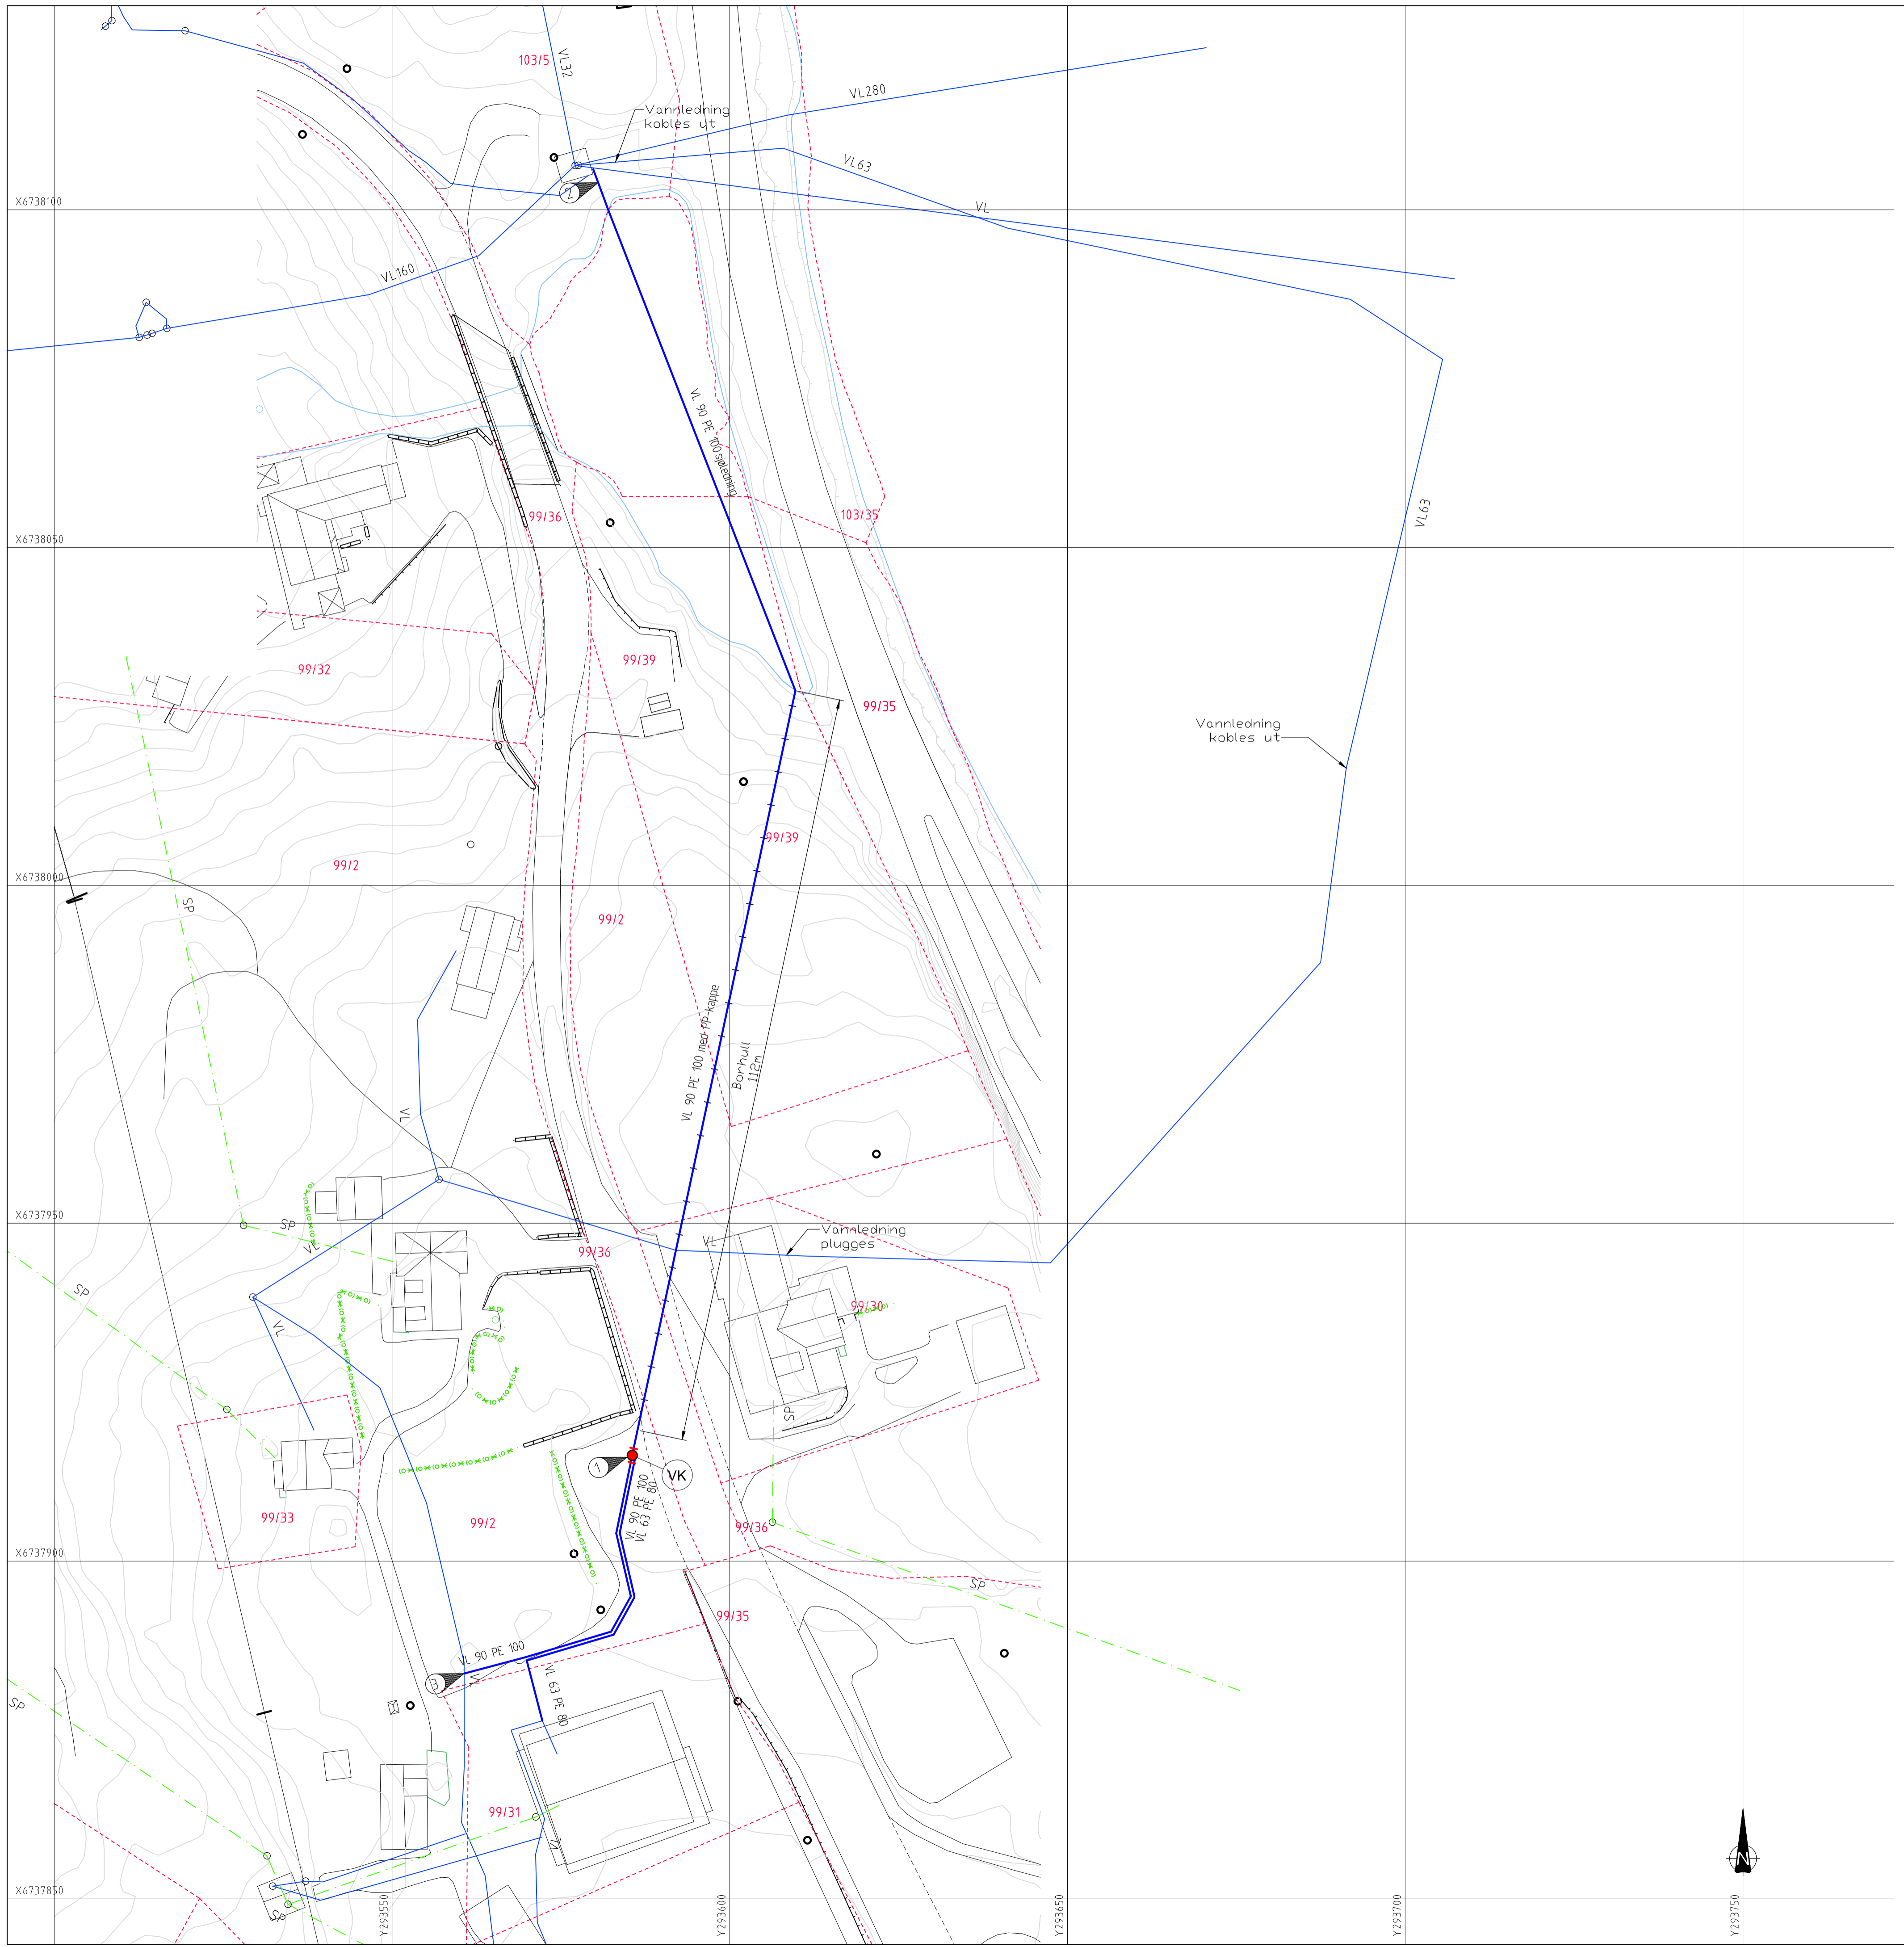 103/5
VL32
VL280
Vannledning
kobles ut
VL63
2
VL
X6738100
VL160
VL 90 PE 100 sjøledning
99/36
103/35
X6738050
VL63
99/32
99/39
99/35
Vannledning
kobles ut
99/39
99/2
X6738000
SP
99/2
VL 90 PE 100 med PP-kappe
Borhull
112m
VL
X6737950
SP
VL
99/36
VL
Vannledning
plugges
SP
VL
99/30
SP
1
VK
VL 90 PE 100
VL 63 PE 80
99/33
99/2
99/36
X6737900
SP
99/35
VL 90 PE 100
3
VL
VL 63 PE 80
SP
99/31
VL
N
X6737850
SP
Y293550
Y293600
Y293650
Y293700
Y293750